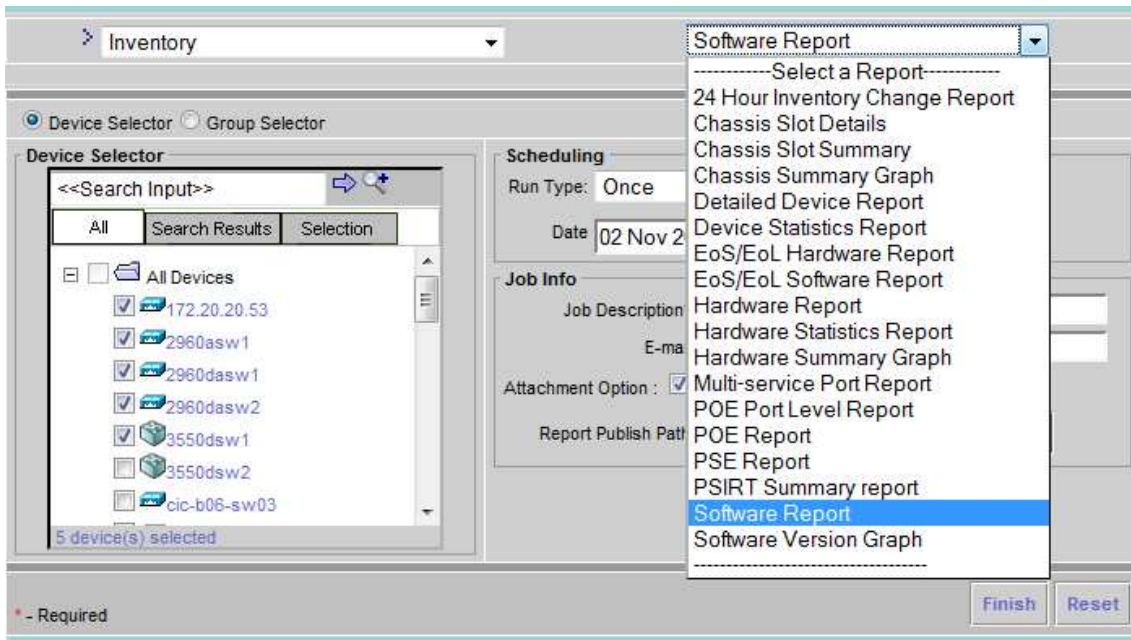 Inventory
Software Report
------------Select a Report------------
24 Hour Inventory Change Report
Chassis Slot Details
Chassis Slot Summary
Chassis Summary Graph
Detailed Device Report
Device Statistics Report
EoS/EoL Hardware Report
EoS/EoL Software Report
Hardware Report
Hardware Statistics Report
Hardware Summary Graph
Multi-service Port Report
POE Port Level Report
POE Report
PSE Report
PSIRT Summary report
Software Report
Software Version Graph
------------------------------------
Device Selector Group Selector
Device Selector
<<Search Input>>
All Search Results Selection
All Devices
172.20.20.53
2960asw1
2960dasw1
2960dasw2
3550dsw1
3550dsw2
cic-b06-sw03
5 device(s) selected
Scheduling
Run Type: Once
Date 02 Nov 2
Job Info
Job Description
E-ma
Attachment Option :
Report Publish Path
* - Required
Finish Reset